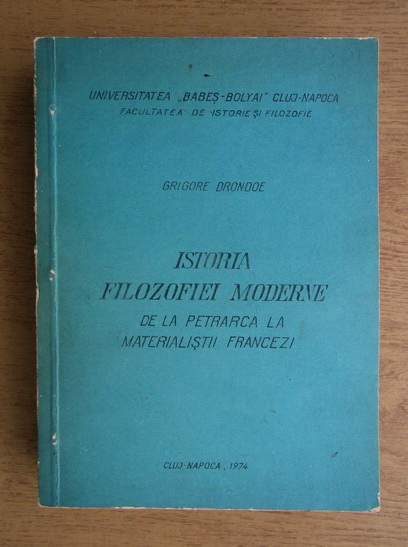 UNIVERSITATEA „BABEȘ-BOLYAI" CLUJ-NAPOCA
FACULTATEA DE ISTORIE ȘI FILOZOFIE
GRIGORE DRONDOE
ISTORIA
FILOZOFIEI MODERNE
DE LA PETRARCA LA
MATERIALIȘTII FRANCEZI
CLUJ-NAPOCA, 1974